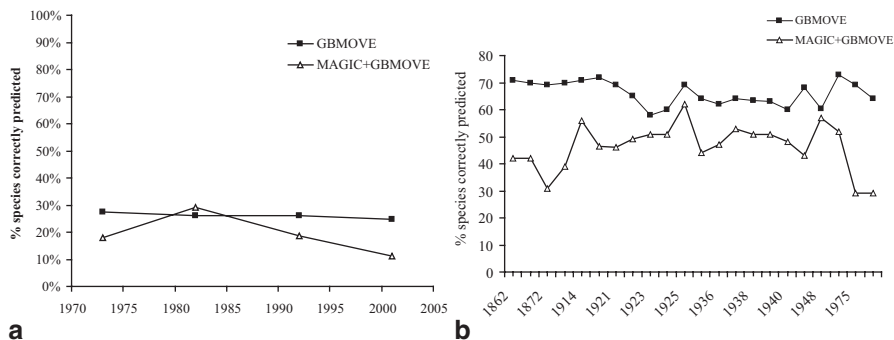 100%
90%
80%
70%
60%
50%
40%
30%
20%
10%
0%
% species correctly predicted
GBMOVE
MAGIC+GBMOVE
1970 1975 1980 1985 1990 1995 2000 2005
a
GBMOVE
MAGIC+GBMOVE
80
70
60
50
40
30
20
10
0
% species correctly predicted
1862 1872 1914 1921 1923 1925 1936 1938 1940 1948 1975
b